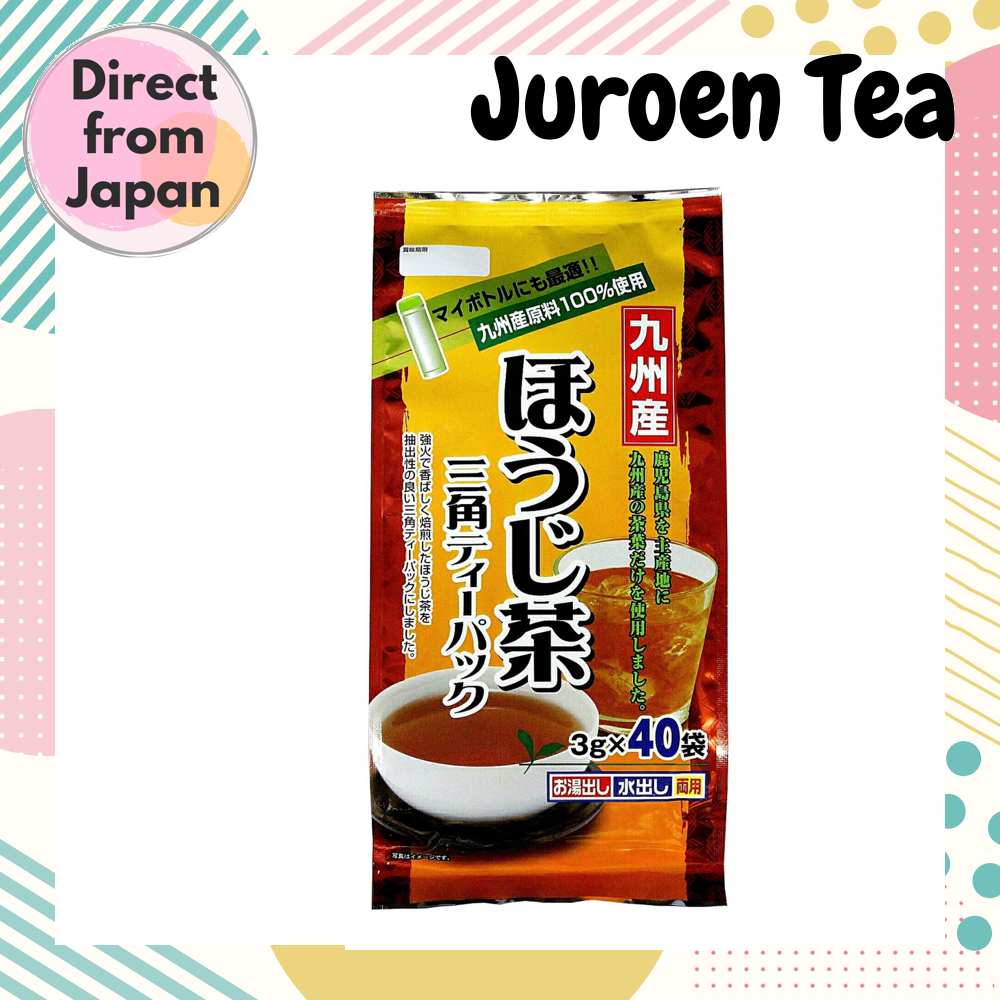 Direct
from
Japan
Juroen Tea
賞味期限
マイボトルにも最適!!
九州産原料100%使用
九州産
鹿児島県を主産地に
九州産の茶葉だけを使用しました。
ほうじ茶
三角ティーパック
強火で香ばしく焙煎したほうじ茶を
抽出性の良い三角ティーパックにしました。
3g×40袋
お湯出し 水出し 両用
写真はイメージです。